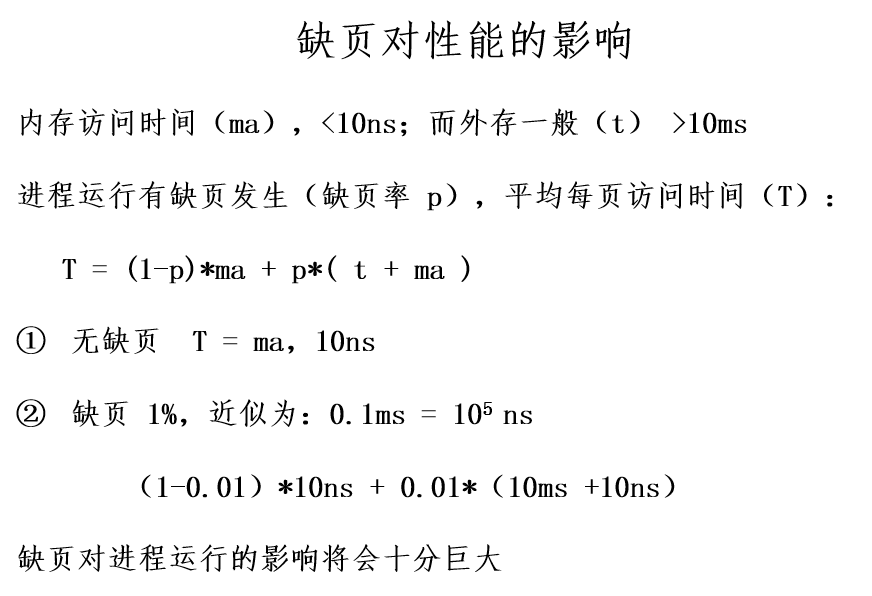 缺页对性能的影响
内存访问时间（ma），<10ns；而外存一般（t） >10ms
进程运行有缺页发生（缺页率 p），平均每页访问时间（T）：
T = (1-p)*ma + p*( t + ma )
① 无缺页 T = ma，10ns
② 缺页 1%，近似为：0.1ms = 10⁵ ns
（1-0.01）*10ns + 0.01*（10ms +10ns）
缺页对进程运行的影响将会十分巨大